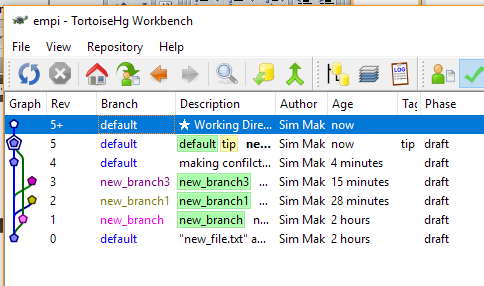 empi - TortoiseHg Workbench
File View Repository Help
LOG
Graph Rev Branch Description Author Age Tag Phase
5+ default ★ Working Dire... Sim Mak now
5 default default tip ne... Sim Mak now tip draft
4 default making confilct... Sim Mak 4 minutes draft
3 new_branch3 new_branch3 ... Sim Mak 15 minutes draft
2 new_branch1 new_branch1 ... Sim Mak 28 minutes draft
1 new_branch new_branch n... Sim Mak 2 hours draft
0 default "new_file.txt" a... Sim Mak 2 hours draft